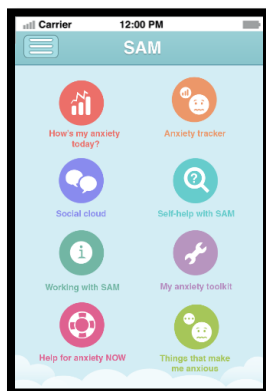 Carrier 12:00 PM
SAM
How's my anxiety
today?
Anxiety tracker
Social cloud
Self-help with SAM
Working with SAM
My anxiety toolkit
Help for anxiety NOW
Things that make
me anxious